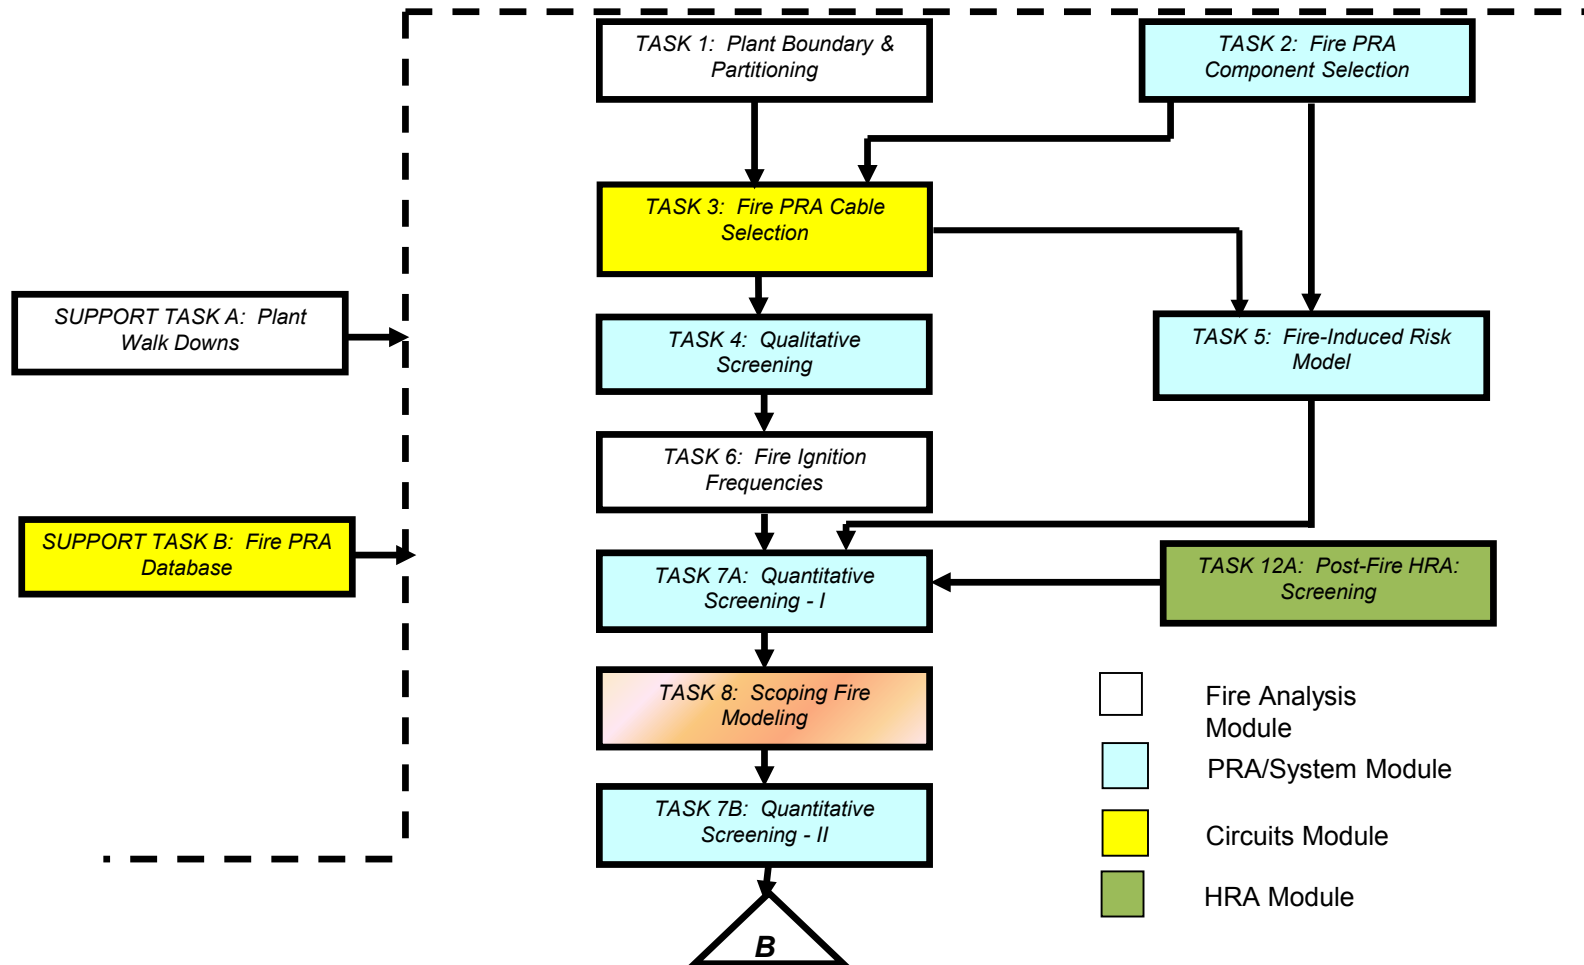 TASK 1: Plant Boundary &
Partitioning
TASK 2: Fire PRA
Component Selection
TASK 3: Fire PRA Cable
Selection
SUPPORT TASK A: Plant
Walk Downs
TASK 4: Qualitative
Screening
TASK 5: Fire-Induced Risk
Model
TASK 6: Fire Ignition
Frequencies
SUPPORT TASK B: Fire PRA
Database
TASK 7A: Quantitative
Screening - I
TASK 12A: Post-Fire HRA:
Screening
TASK 8: Scoping Fire
Modeling
TASK 7B: Quantitative
Screening - II
B
Fire Analysis
Module
PRA/System Module
Circuits Module
HRA Module